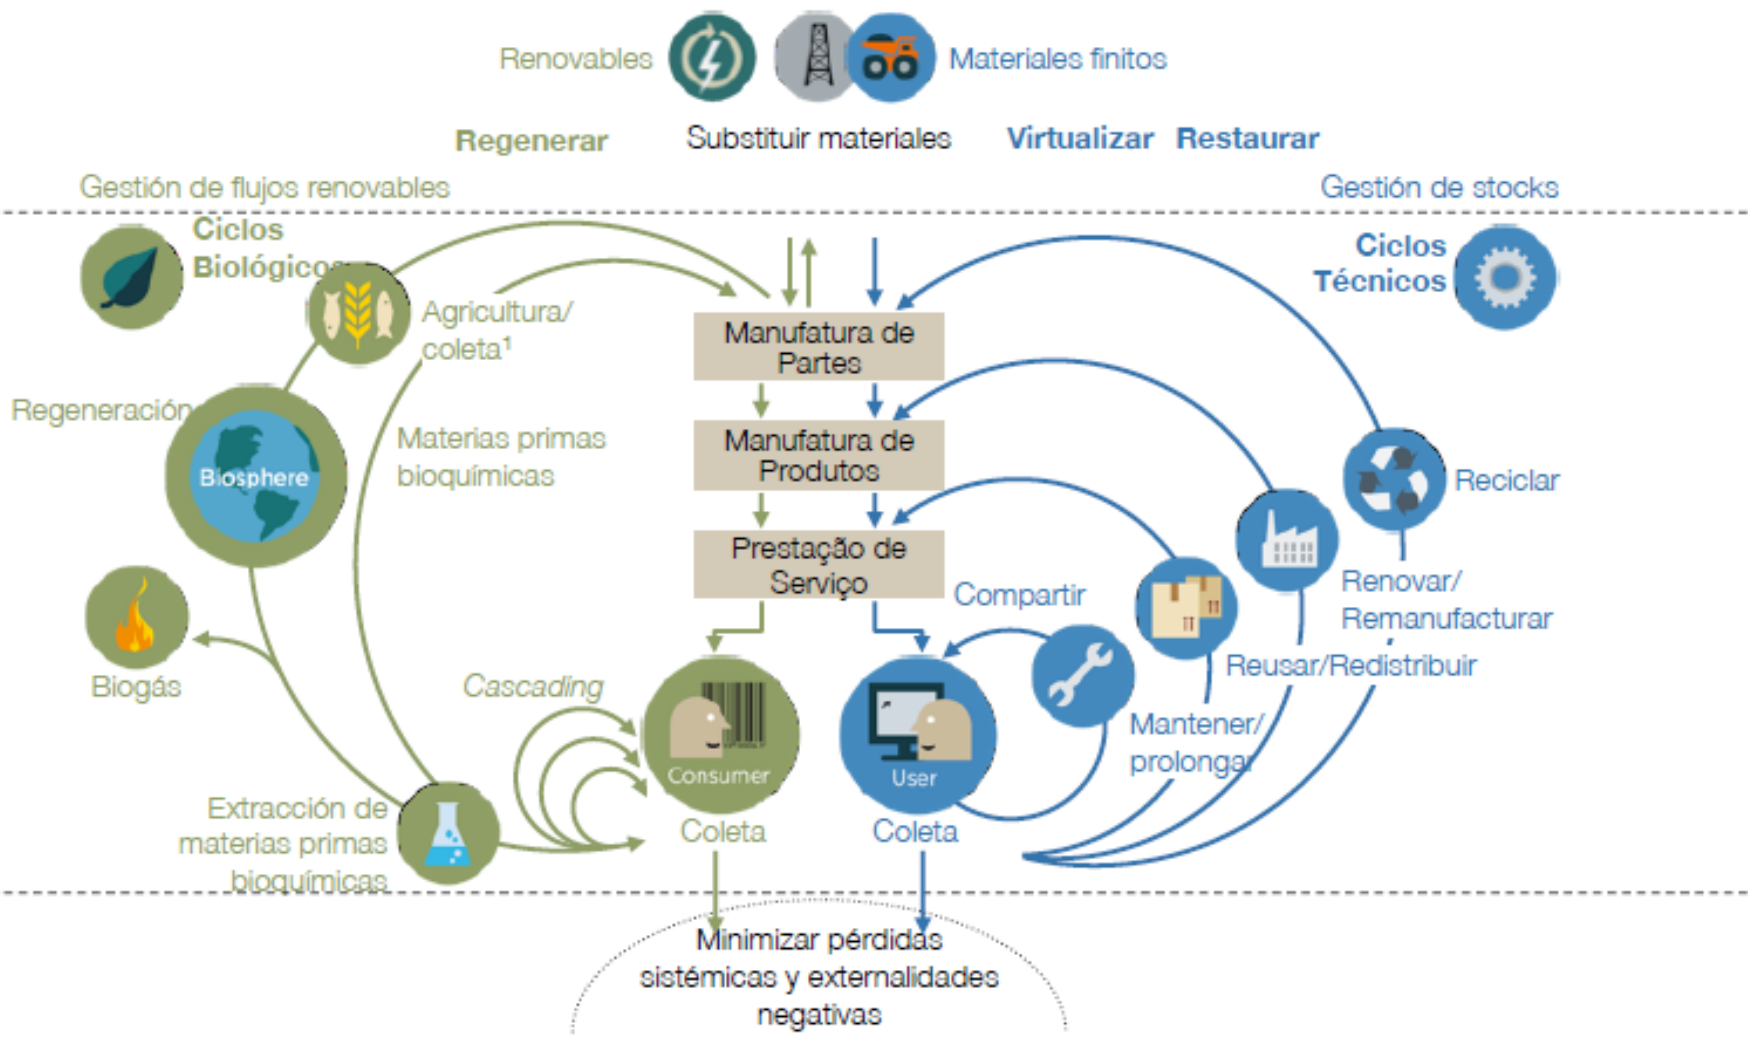 Renovables
Materiales finitos
Regenerar
Substituir materiales
Virtualizar
Restaurar
Gestión de flujos renovables
Gestión de stocks
Ciclos
Biológicos
Ciclos
Técnicos
Agricultura/
coleta¹
Manufatura de
Partes
Regeneración
Materias primas
bioquímicas
Manufatura de
Produtos
Biosphere
Reciclar
Prestação de
Serviço
Compartir
Renovar/
Remanufacturar
Reusar/Redistribuir
Biogás
Cascading
Mantener/
prolongar
Consumer
User
Extracción de
materias primas
bioquímicas
Coleta
Coleta
Minimizar pérdidas
sistémicas y externalidades
negativas